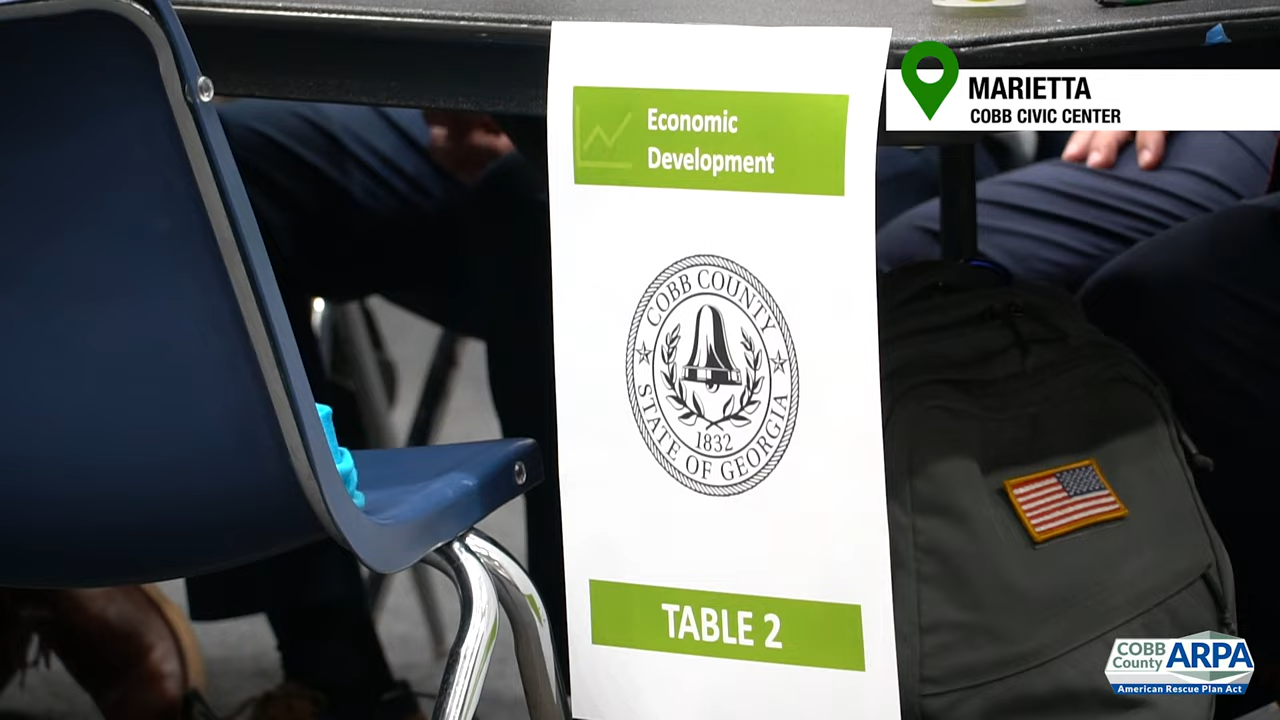 MARIETTA
COBB CIVIC CENTER
Economic
Development
COBB COUNTY
1832
STATE OF GEORGIA
TABLE 2
COBB
County ARPA
American Rescue Plan Act